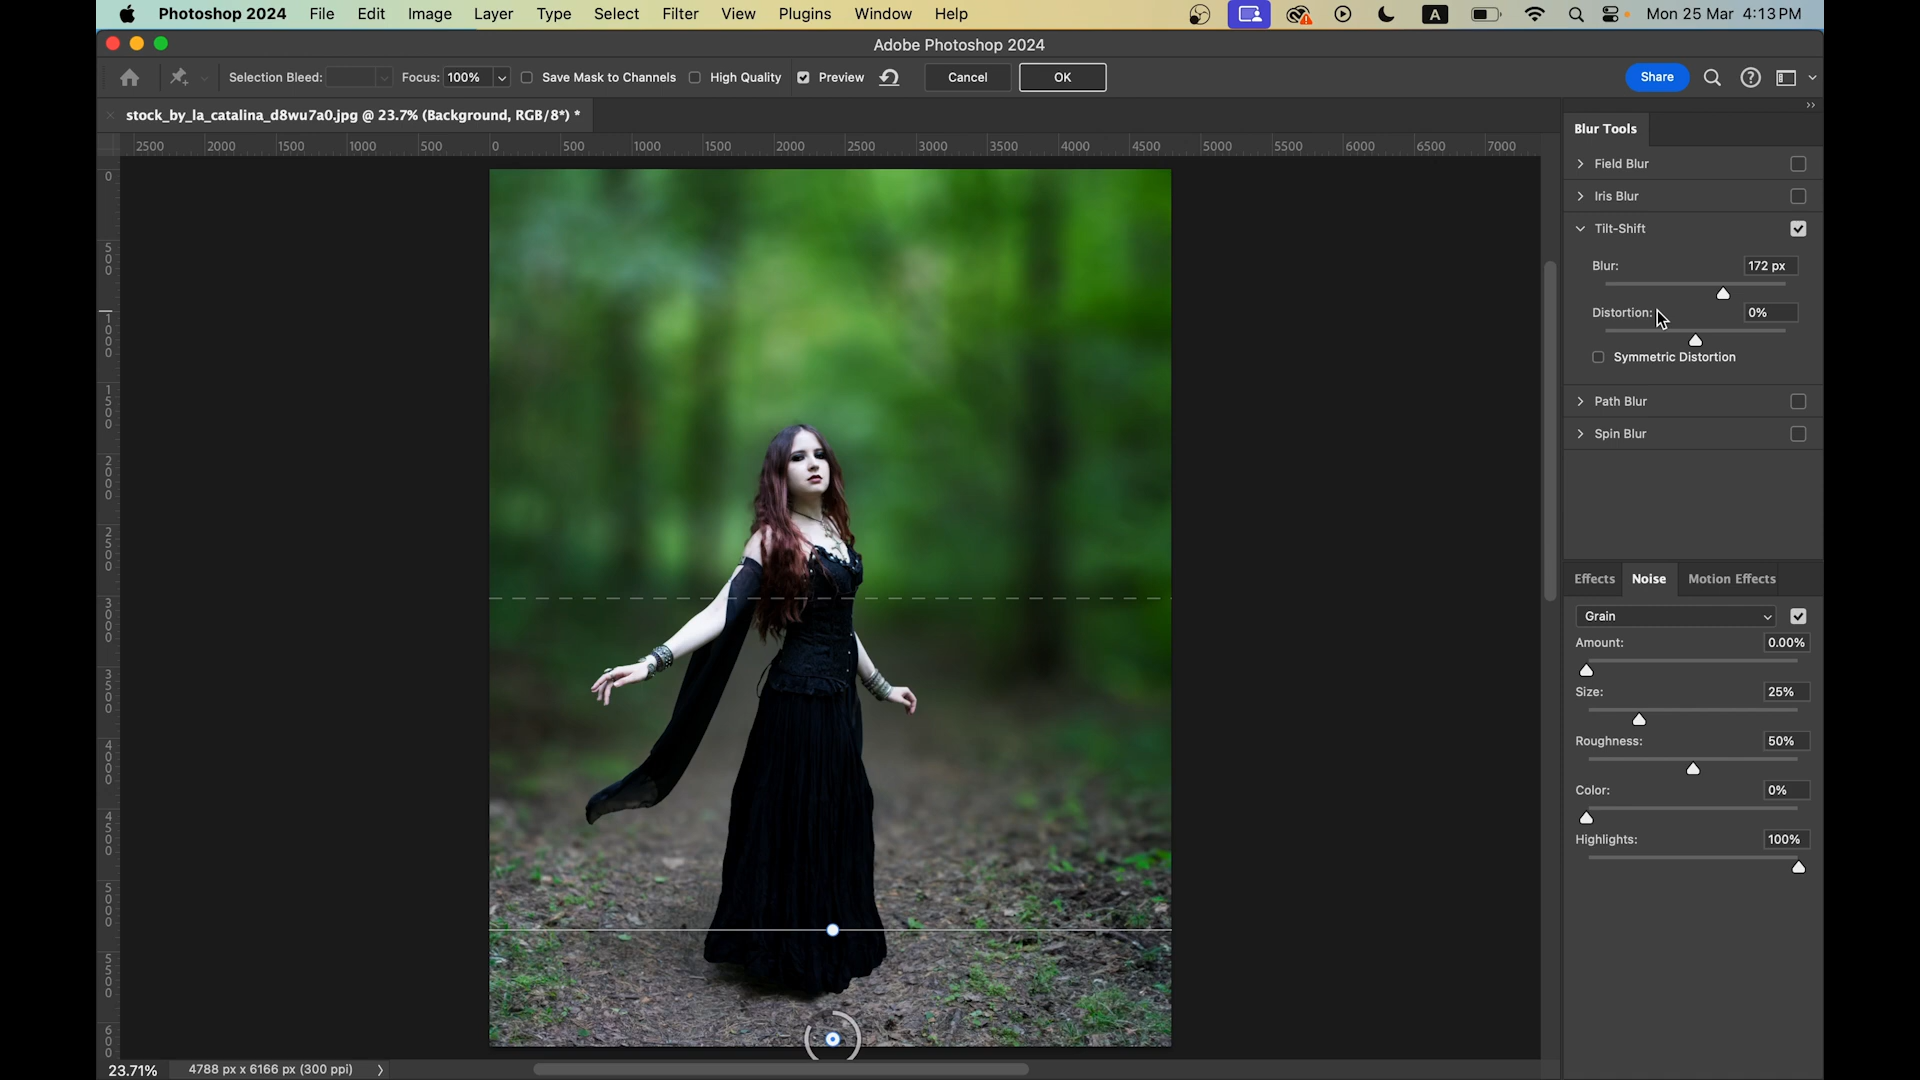 Photoshop 2024 File Edit Image Layer Type Select Filter View Plugins Window Help A Mon 25 Mar 4:13 PM
Adobe Photoshop 2024
Selection Bleed: Focus: 100% Save Mask to Channels High Quality Preview Cancel OK Share
stock_by_la_catalina_d8wu7a0.jpg @ 23.7% (Background, RGB/8*) *
2500 2000 1500 1000 500 0 500 1000 1500 2000 2500 3000 3500 4000 4500 5000 5500 6000 6500 7000
0
500
1000
1500
2000
2500
3000
3500
4000
4500
5000
5500
600
Blur Tools
Field Blur
Iris Blur
Tilt-Shift
Blur: 172 px
Distortion: 0%
Symmetric Distortion
Path Blur
Spin Blur
Effects Noise Motion Effects
Grain
Amount: 0.00%
Size: 25%
Roughness: 50%
Color: 0%
Highlights: 100%
23.71% 4788 px x 6166 px (300 ppi)